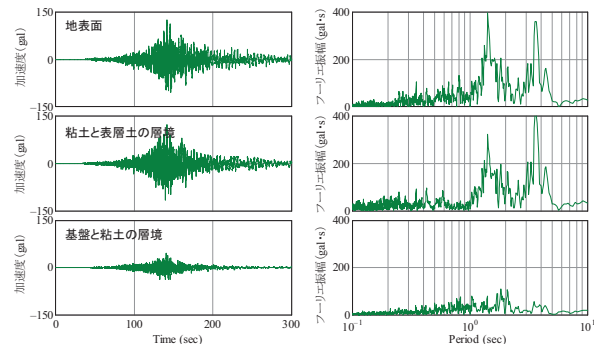 150
0
−150
加速度 (gal)
地表面
400
200
0
フーリエ振幅 (gal·s)
150
0
−150
加速度 (gal)
粘土と表層土の層境
400
200
0
フーリエ振幅 (gal·s)
150
0
−150
加速度 (gal)
基盤と粘土の層境
0
100
200
300
Time (sec)
400
200
0
フーリエ振幅 (gal·s)
10⁻¹
10⁰
10¹
Period (sec)